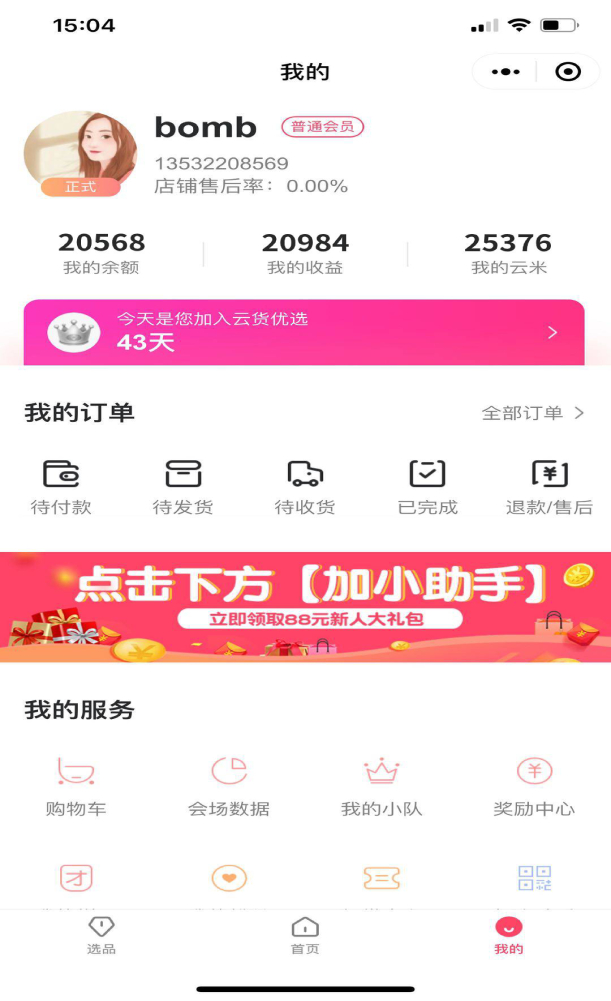 15:04
我的
bomb 普通会员
13532208569
正式
店铺售后率：0.00%
20568 20984 25376
我的余额 我的收益 我的云米
今天是您加入云货优选
43天
我的订单 全部订单
待付款 待发货 待收货 已完成 退款/售后
点击下方【加小助手】
立即领取88元新人大礼包
我的服务
购物车 会场数据 我的小队 奖励中心
选品 首页 我的